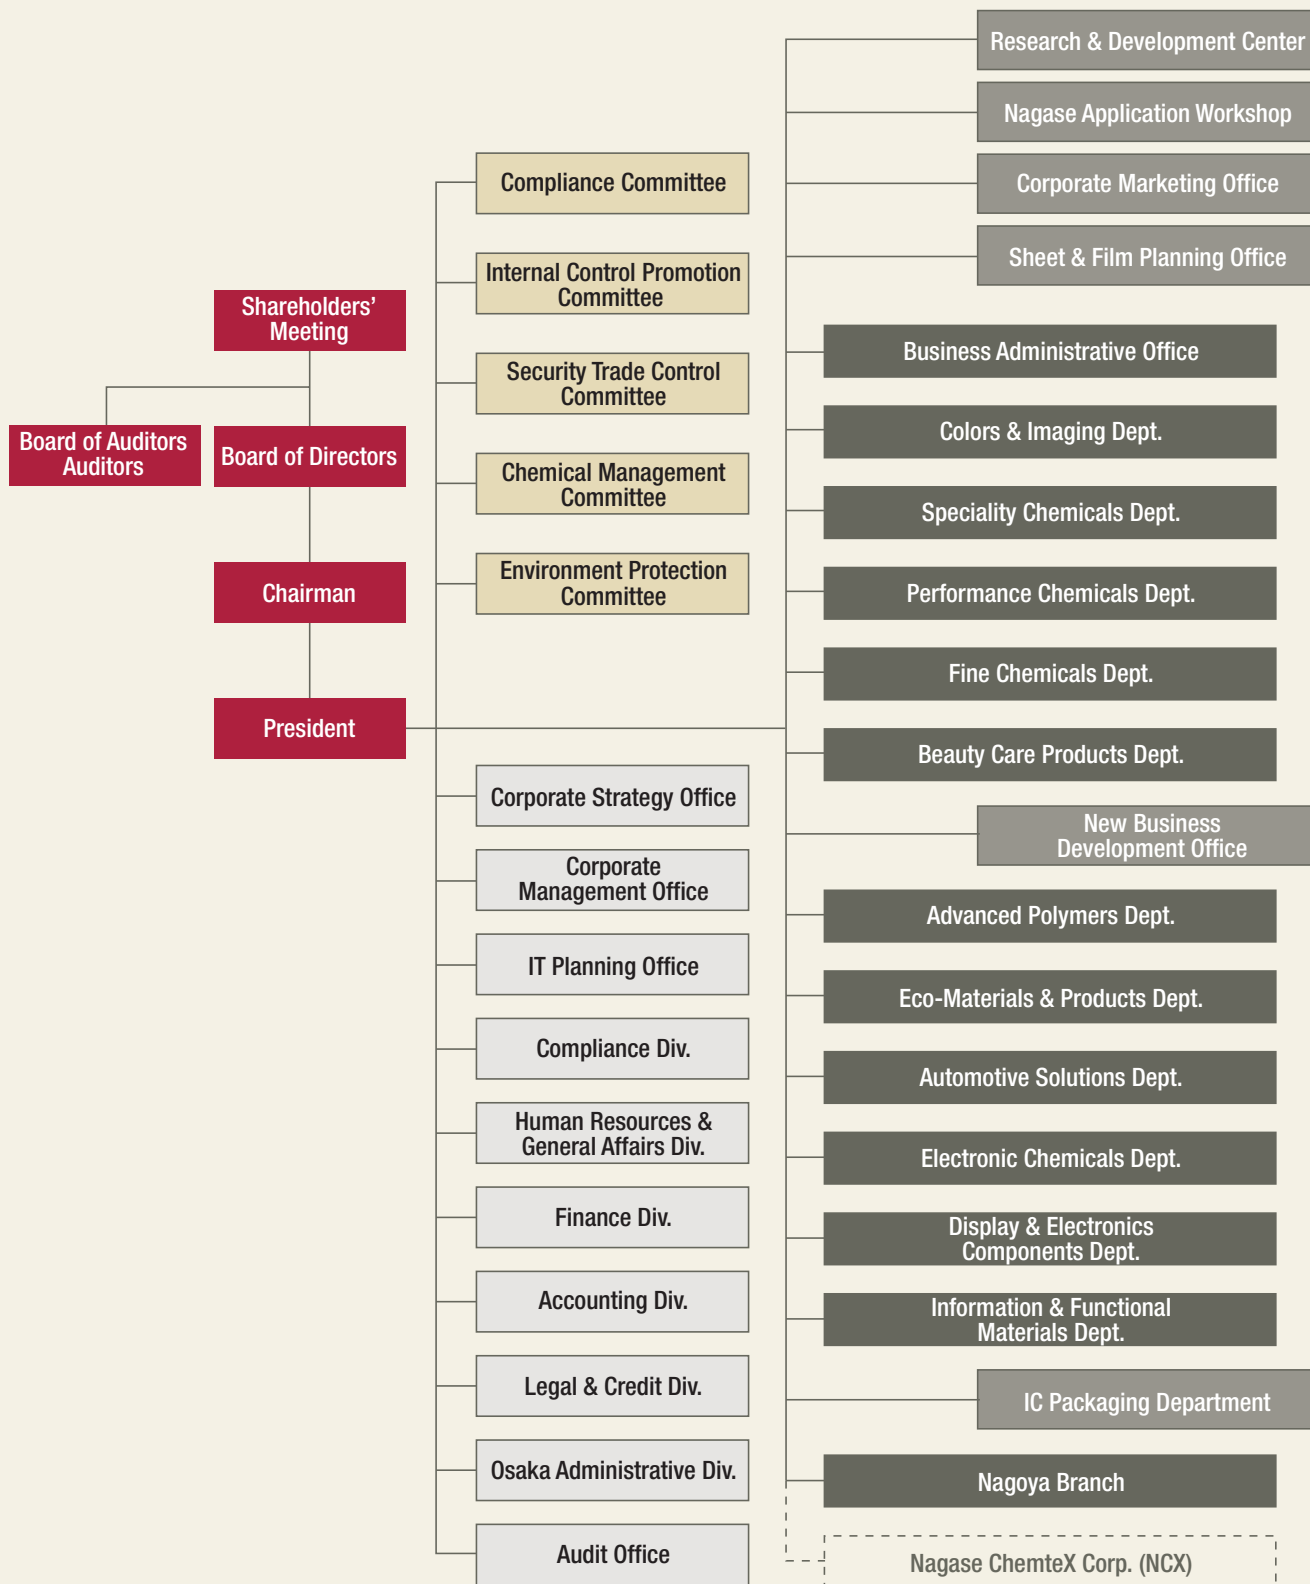 Shareholders’
Meeting
Board of Auditors
Auditors
Board of Directors
Chairman
President
Compliance Committee
Internal Control Promotion
Committee
Security Trade Control
Committee
Chemical Management
Committee
Environment Protection
Committee
Corporate Strategy Office
Corporate
Management Office
IT Planning Office
Compliance Div.
Human Resources &
General Affairs Div.
Finance Div.
Accounting Div.
Legal & Credit Div.
Osaka Administrative Div.
Audit Office
Research & Development Center
Nagase Application Workshop
Corporate Marketing Office
Sheet & Film Planning Office
Business Administrative Office
Colors & Imaging Dept.
Speciality Chemicals Dept.
Performance Chemicals Dept.
Fine Chemicals Dept.
Beauty Care Products Dept.
New Business
Development Office
Advanced Polymers Dept.
Eco-Materials & Products Dept.
Automotive Solutions Dept.
Electronic Chemicals Dept.
Display & Electronics
Components Dept.
Information & Functional
Materials Dept.
IC Packaging Department
Nagoya Branch
Nagase ChemteX Corp. (NCX)